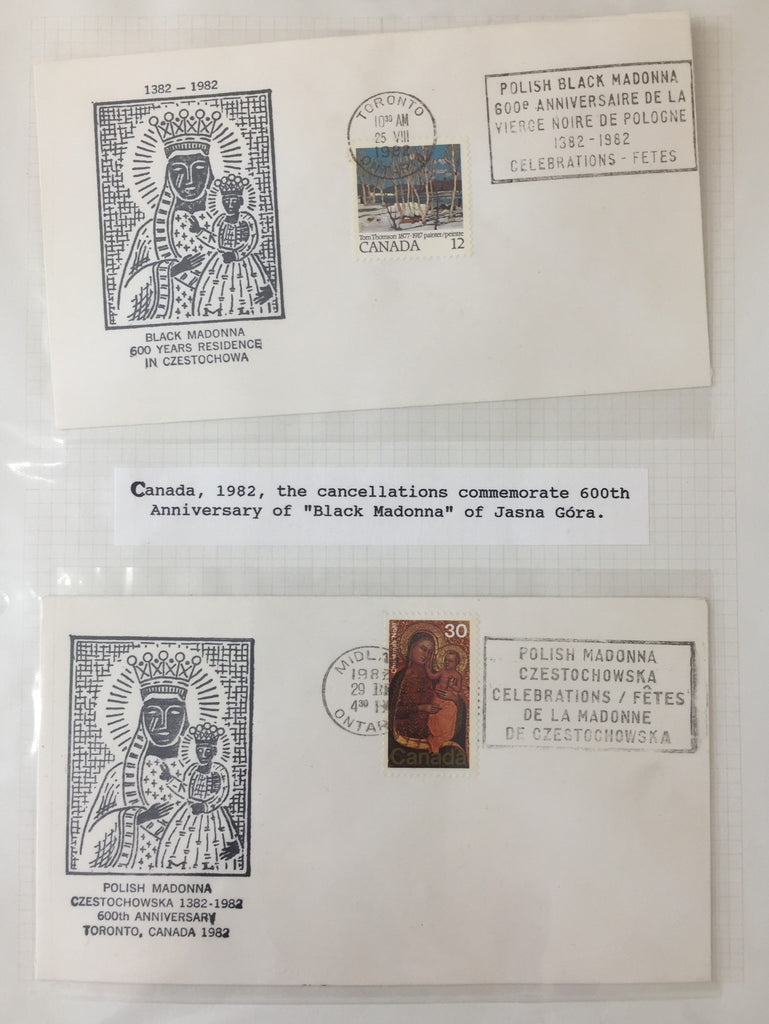 1382 – 1982
BLACK MADONNA
600 YEARS RESIDENCE
IN CZESTOCHOWA
TORONTO
10³⁰ AM
25 VIII
1982
ONTARIO
Tom Thomson 1877-1917 painter/peintre
CANADA 12
POLISH BLACK MADONNA
600e ANNIVERSAIRE DE LA
VIERGE NOIRE DE POLOGNE
1382 - 1982
CELEBRATIONS - FETES
Canada, 1982, the cancellations commemorate 600th
Anniversary of "Black Madonna" of Jasna Góra.
POLISH MADONNA
CZESTOCHOWSKA 1382-1982
600th ANNIVERSARY
TORONTO, CANADA 1982
1982
29
4³⁰
30
Christmas Noël
Canada
POLISH MADONNA
CZESTOCHOWSKA
CELEBRATIONS / FÊTES
DE LA MADONNE
DE CZESTOCHOWSKA